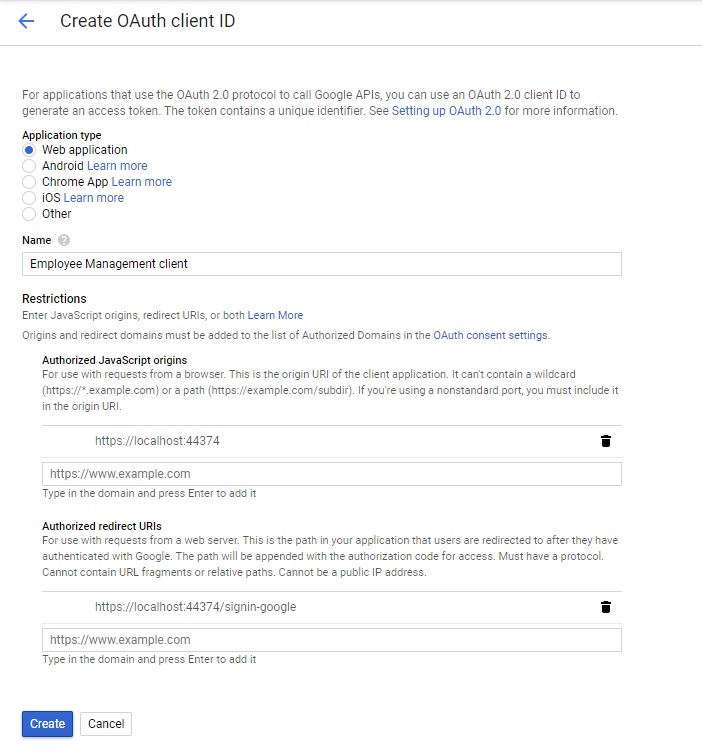 Create OAuth client ID
For applications that use the OAuth 2.0 protocol to call Google APIs, you can use an OAuth 2.0 client ID to
generate an access token. The token contains a unique identifier. See Setting up OAuth 2.0 for more information.
Application type
Web application
Android Learn more
Chrome App Learn more
iOS Learn more
Other
Name ?
Employee Management client
Restrictions
Enter JavaScript origins, redirect URIs, or both Learn More
Origins and redirect domains must be added to the list of Authorized Domains in the OAuth consent settings.
Authorized JavaScript origins
For use with requests from a browser. This is the origin URI of the client application. It can't contain a wildcard
(https://*.example.com) or a path (https://example.com/subdir). If you're using a nonstandard port, you must include it
in the origin URI.
https://localhost:44374
https://www.example.com
Type in the domain and press Enter to add it
Authorized redirect URIs
For use with requests from a web server. This is the path in your application that users are redirected to after they have
authenticated with Google. The path will be appended with the authorization code for access. Must have a protocol.
Cannot contain URL fragments or relative paths. Cannot be a public IP address.
https://localhost:44374/signin-google
https://www.example.com
Type in the domain and press Enter to add it
Create Cancel